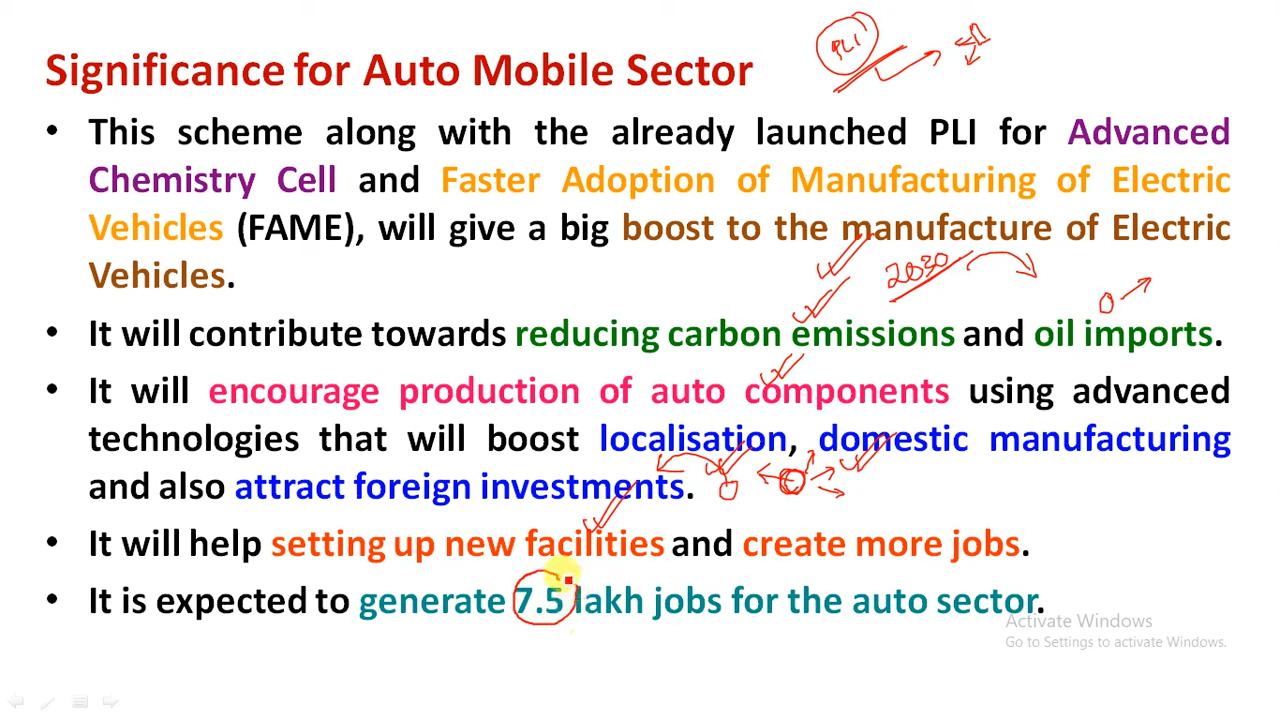 Significance for Auto Mobile Sector
PLI
• This scheme along with the already launched PLI for Advanced
Chemistry Cell and Faster Adoption of Manufacturing of Electric
Vehicles (FAME), will give a big boost to the manufacture of Electric
Vehicles.
2030
• It will contribute towards reducing carbon emissions and oil imports.
• It will encourage production of auto components using advanced
technologies that will boost localisation, domestic manufacturing
and also attract foreign investments.
• It will help setting up new facilities and create more jobs.
• It is expected to generate 7.5 lakh jobs for the auto sector.
Activate Windows
Go to Settings to activate Windows.